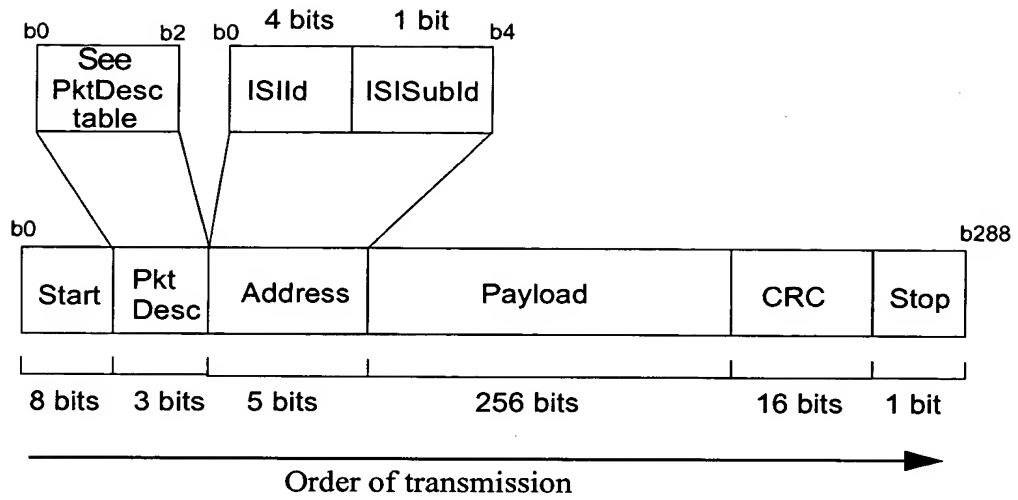 4 bits 1 bit
b0 b2 b0 b4
See
PktDesc
table
ISIId ISISubId
b0 b288
Start Pkt
Desc Address Payload CRC Stop
8 bits 3 bits 5 bits 256 bits 16 bits 1 bit
Order of transmission